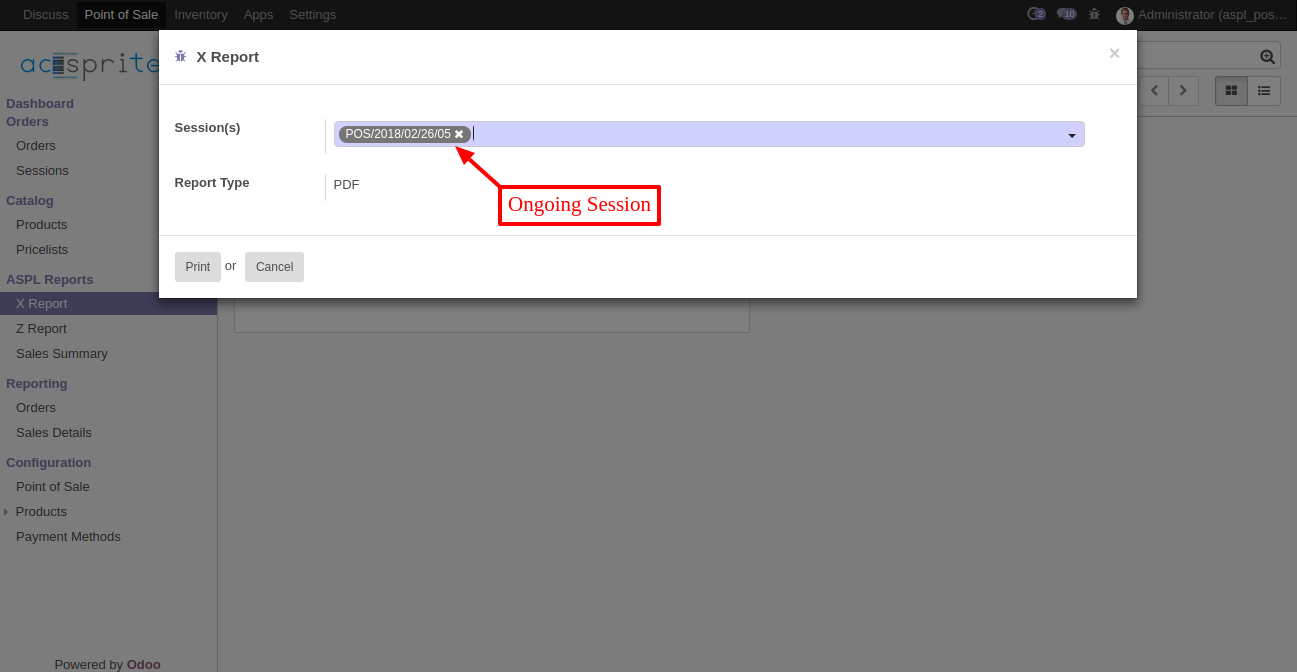 Discuss Point of Sale Inventory Apps Settings 2 10 Administrator (aspl_pos…
acesprite
X Report ×
Session(s) POS/2018/02/26/05
Report Type PDF
Ongoing Session
Print or Cancel
Dashboard
Orders
Orders
Sessions
Catalog
Products
Pricelists
ASPL Reports
X Report
Z Report
Sales Summary
Reporting
Orders
Sales Details
Configuration
Point of Sale
Products
Payment Methods
Powered by Odoo